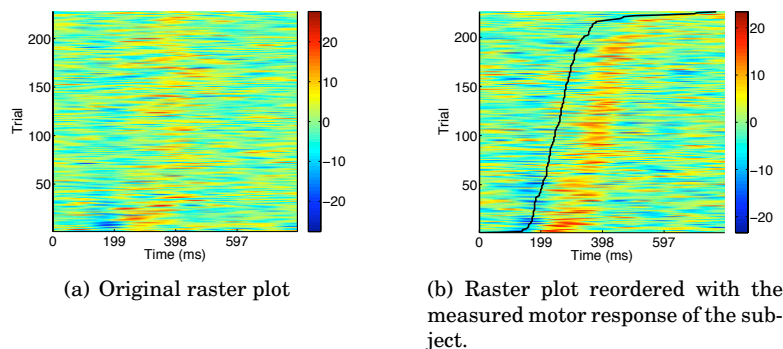 200
150
100
50
Trial
0 199 398 597
Time (ms)
20
10
0
−10
−20
(a) Original raster plot
200
150
100
50
Trial
0 199 398 597
Time (ms)
20
10
0
−10
−20
(b) Raster plot reordered with the
measured motor response of the sub-
ject.